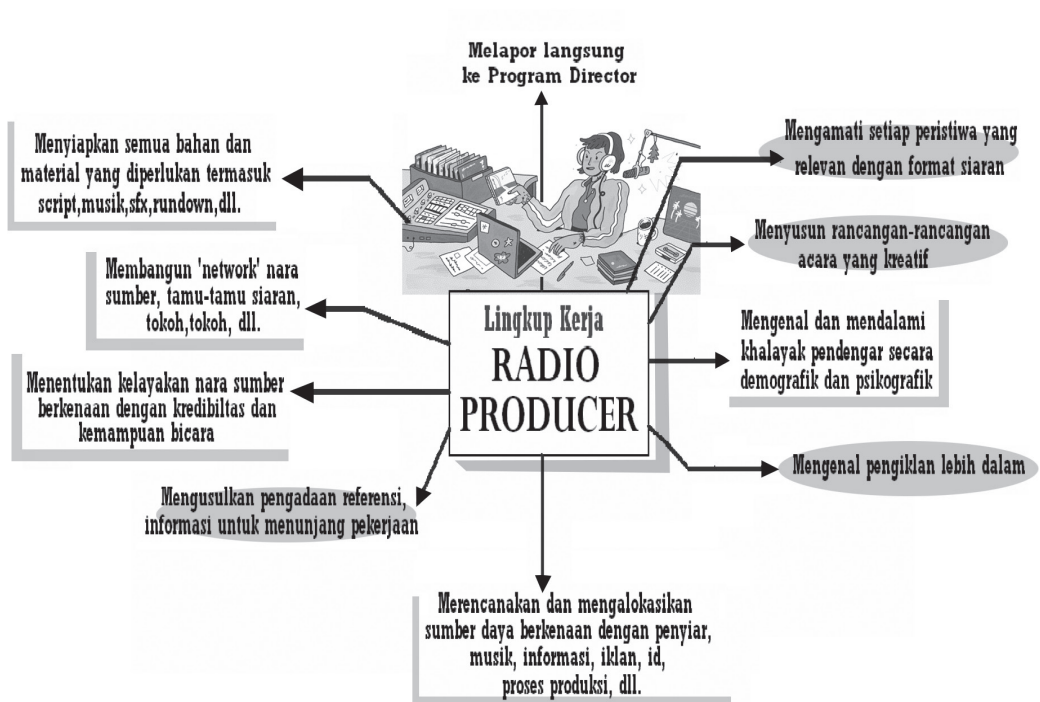 Melapor langsung
ke Program Director
Menyiapkan semua bahan dan
material yang diperlukan termasuk
script,musik,sfx,rundown,dll.
Membangun 'network' nara
sumber, tamu-tamu siaran,
tokoh,tokoh, dll.
Menentukan kelayakan nara sumber
berkenaan dengan kredibiltas dan
kemampuan bicara
Mengusulkan pengadaan referensi,
informasi untuk menunjang pekerjaan
Lingkup Kerja
RADIO
PRODUCER
Mengamati setiap peristiwa yang
relevan dengan format siaran
Menyusun rancangan-rancangan
acara yang kreatif
Mengenal dan mendalami
khalayak pendengar secara
demografik dan psikografik
Mengenal pengiklan lebih dalam
Merencanakan dan mengalokasikan
sumber daya berkenaan dengan penyiar,
musik, informasi, iklan, id,
proses produksi, dll.